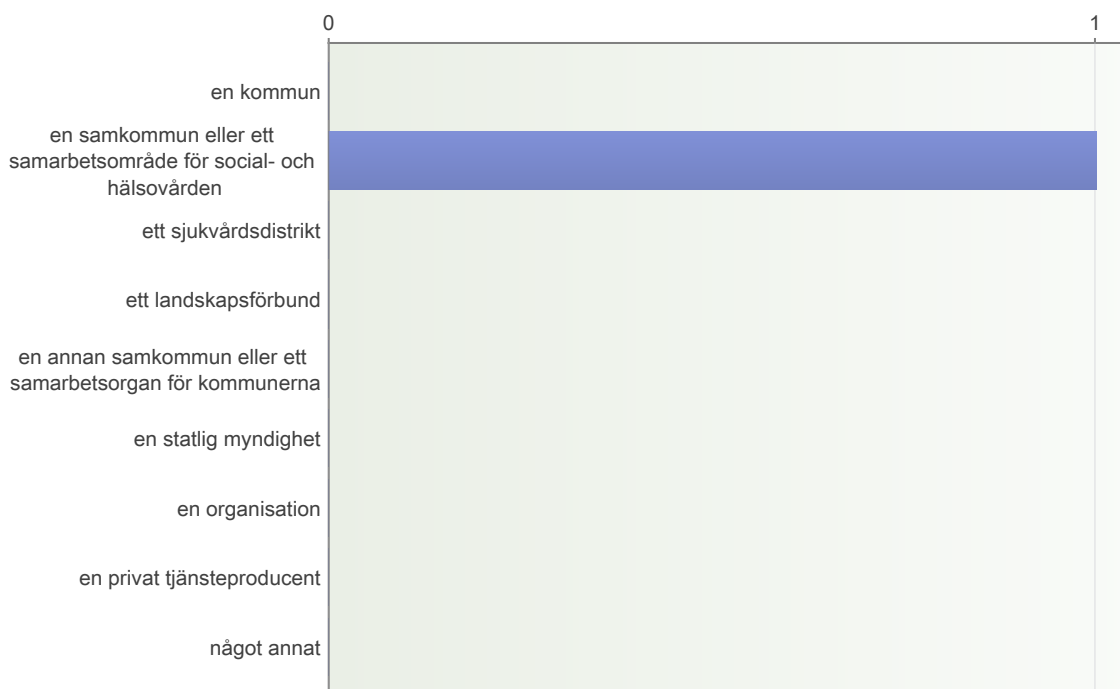 0 1
en kommun
en samkommun eller ett
samarbetsområde för social- och
hälsovården
ett sjukvårdsdistrikt
ett landskapsförbund
en annan samkommun eller ett
samarbetsorgan för kommunerna
en statlig myndighet
en organisation
en privat tjänsteproducent
något annat